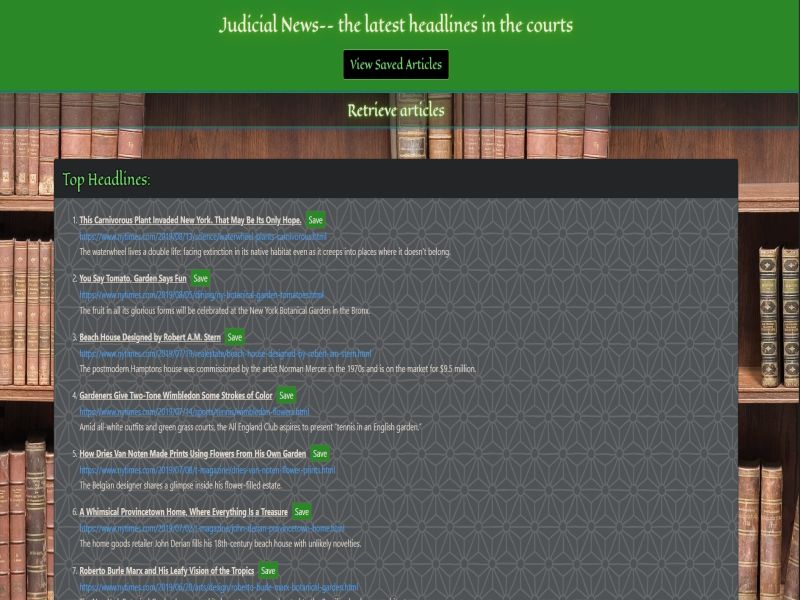 Judicial News-- the latest headlines in the courts
View Saved Articles
Retrieve articles
Top Headlines:
1. This Carnivorous Plant Invaded New York. That May Be Its Only Hope. Save
https://www.nytimes.com/2019/08/13/science/waterwheel-plants-carnivorous.html
The waterwheel lives a double life: facing extinction in its native habitat even as it creeps into places where it doesn't belong.
2. You Say Tomato, Garden Says Fun Save
https://www.nytimes.com/2019/08/05/dining/ny-botanical-garden-tomatoes.html
The fruit in all its glorious forms will be celebrated at the New York Botanical Garden in the Bronx.
3. Beach House Designed by Robert A.M. Stern Save
https://www.nytimes.com/2019/07/19/realestate/beach-house-designed-by-robert-am-stern.html
The postmodern Hamptons house was commissioned by the artist Norman Mercer in the 1970s and is on the market for $9.5 million.
4. Gardeners Give Two-Tone Wimbledon Some Strokes of Color Save
https://www.nytimes.com/2019/07/14/sports/tennis/wimbledon-flowers.html
Amid all-white outfits and green grass courts, the All England Club aspires to present “tennis in an English garden.”
5. How Dries Van Noten Made Prints Using Flowers From His Own Garden Save
https://www.nytimes.com/2019/07/08/t-magazine/dries-van-noten-flower-prints.html
The Belgian designer shares a glimpse inside his flower-filled estate.
6. A Whimsical Provincetown Home, Where Everything Is a Treasure Save
https://www.nytimes.com/2019/07/02/t-magazine/john-derian-provincetown-home.html
The home goods retailer John Derian fills his 18th-century beach house with unlikely novelties.
7. Roberto Burle Marx and His Leafy Vision of the Tropics Save
https://www.nytimes.com/2019/06/20/arts/design/roberto-burle-marx-botanical-garden.html